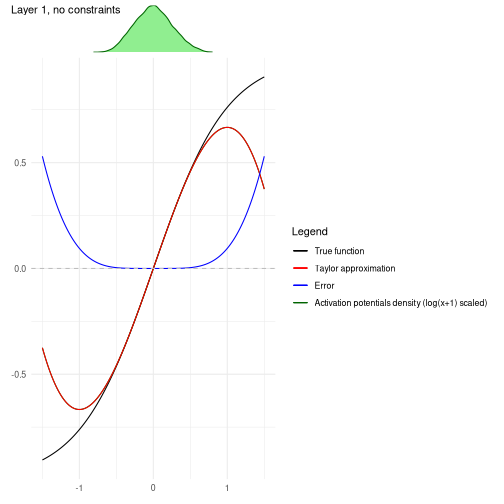 Layer 1, no constraints
0.5
0.0
-0.5
-1
0
1
Legend
True function
Taylor approximation
Error
Activation potentials density (log(x+1) scaled)